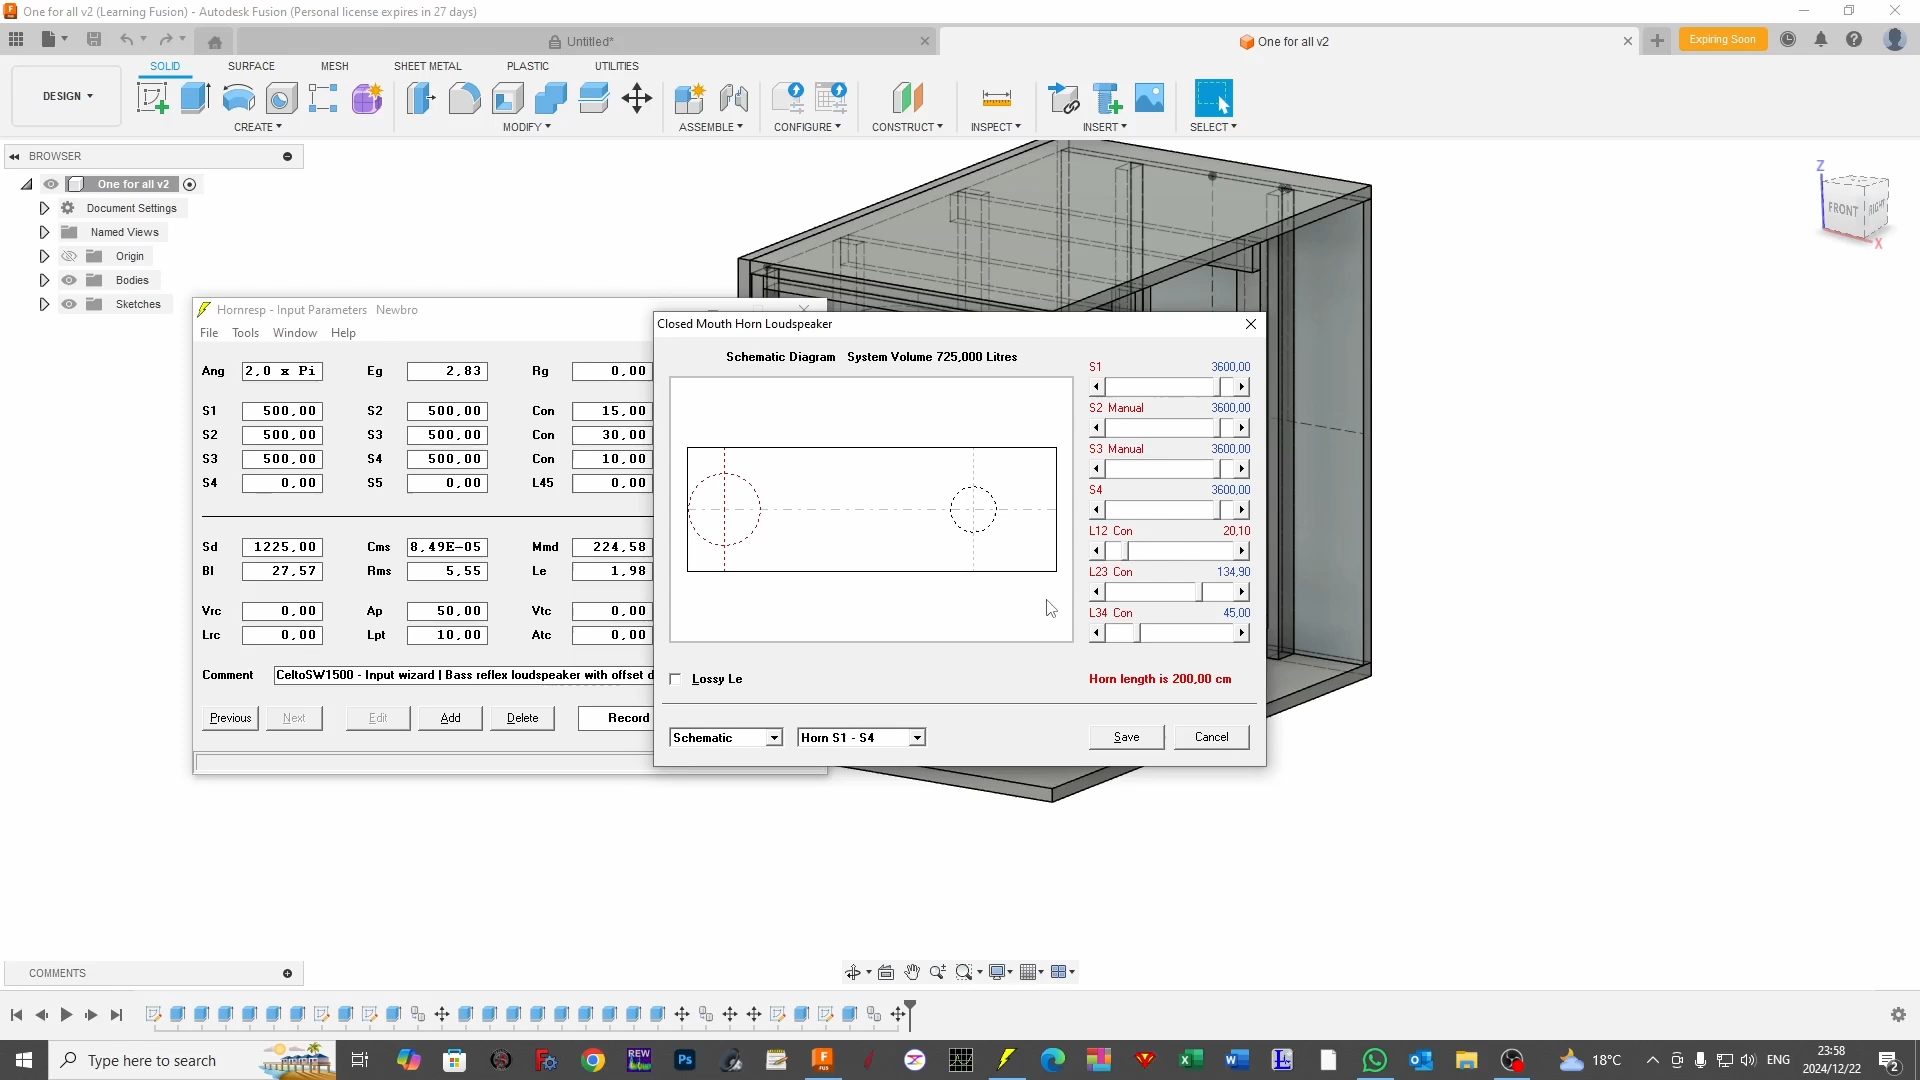 One for all v2 (Learning Fusion) - Autodesk Fusion (Personal license expires in 27 days)
Untitled*
One for all v2
Expiring Soon
DESIGN
SOLID SURFACE MESH SHEET METAL PLASTIC UTILITIES
CREATE MODIFY ASSEMBLE CONFIGURE CONSTRUCT INSPECT INSERT SELECT
BROWSER
One for all v2
Document Settings
Named Views
Origin
Bodies
Sketches
Z
FRONT RIGHT
X
Hornresp - Input Parameters Newbro
File Tools Window Help
Ang 2,0 x Pi Eg 2,83 Rg 0,00
S1 500,00 S2 500,00 Con 15,00
S2 500,00 S3 500,00 Con 30,00
S3 500,00 S4 500,00 Con 10,00
S4 0,00 S5 0,00 L45 0,00
Sd 1225,00 Cms 8,49E-05 Mmd 224,58
Bl 27,57 Rms 5,55 Le 1,98
Vrc 0,00 Ap 50,00 Vtc 0,00
Lrc 0,00 Lpt 10,00 Atc 0,00
Comment CeltoSW1500 - Input wizard | Bass reflex loudspeaker with offset d
Previous Next Edit Add Delete Record
Closed Mouth Horn Loudspeaker
Schematic Diagram System Volume 725,000 Litres
S1 3600,00
S2 Manual 3600,00
S3 Manual 3600,00
S4 3600,00
L12 Con 20,10
L23 Con 134,90
L34 Con 45,00
Lossy Le
Horn length is 200,00 cm
Schematic Horn S1 - S4 Save Cancel
COMMENTS
Type here to search
REW
Ps
F
FUS
18°C
ENG
23:58
2024/12/22
2